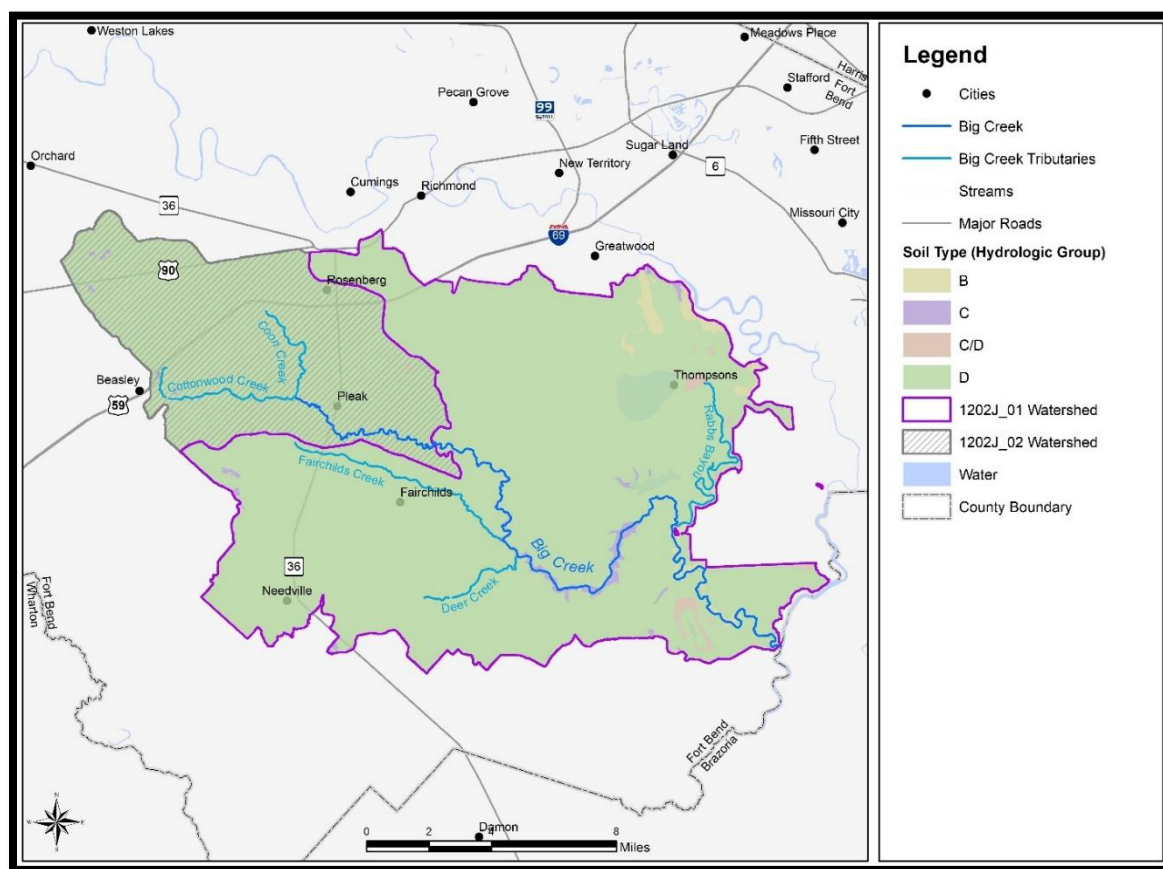 Weston Lakes
Meadows Place
Harris
Fort Bend
Stafford
Pecan Grove
99
Fifth Street
Sugar Land
Orchard
New Territory
6
Cumings
Richmond
36
Missouri City
69
Greatwood
90
Rosenberg
Coon Creek
Thompsons
Beasley
Cottonwood Creek
59
Pleak
Rabbs Bayou
Fairchilds Creek
Fairchilds
Big Creek
36
Needville
Deer Creek
Fort Bend
Wharton
Fort Bend
Brazoria
N
W
E
S
Damon
0 2 4 8
Miles
Legend
Cities
Big Creek
Big Creek Tributaries
Streams
Major Roads
Soil Type (Hydrologic Group)
B
C
C/D
D
1202J_01 Watershed
1202J_02 Watershed
Water
County Boundary